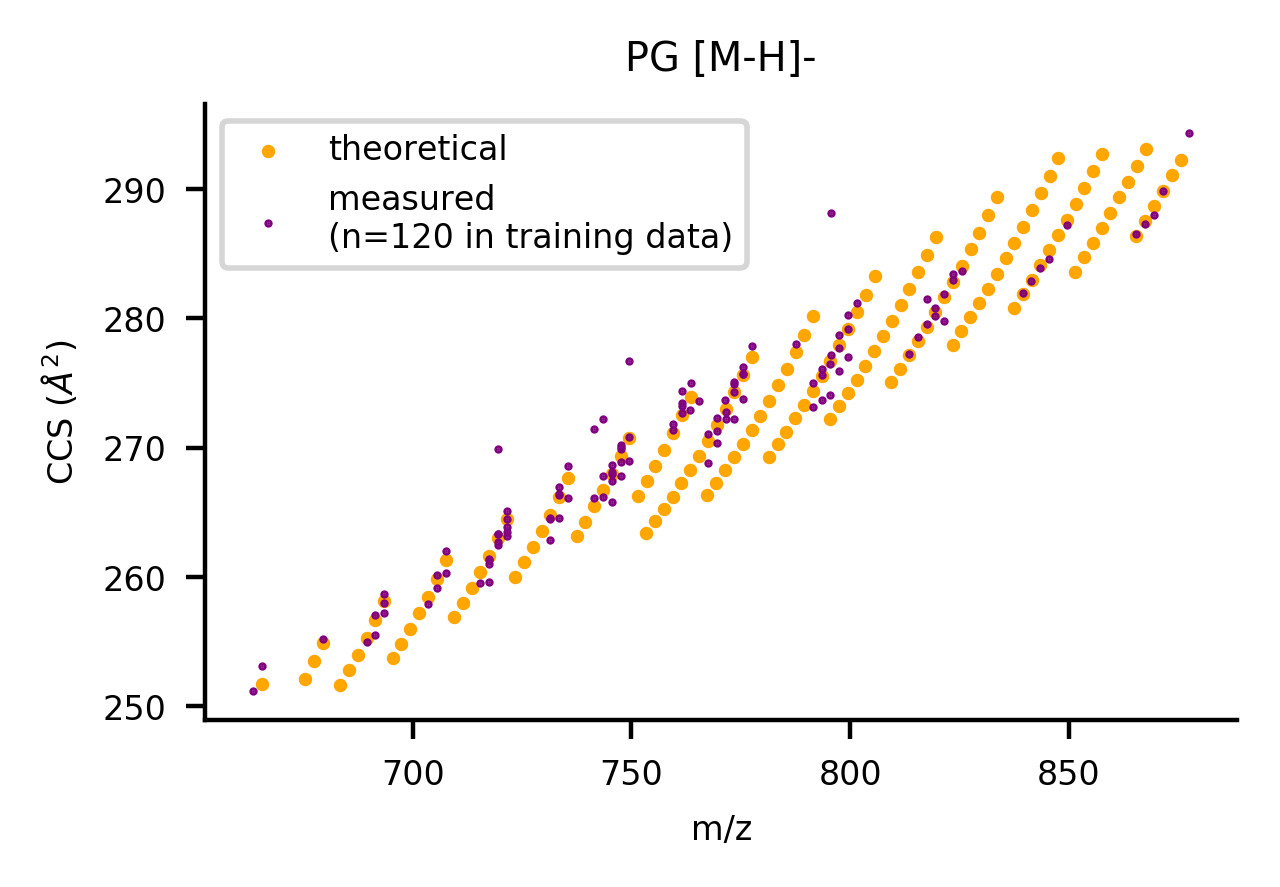 PG [M-H]-
theoretical
measured
(n=120 in training data)
CCS (Å²)
290
280
270
260
250
700
750
800
850
m/z